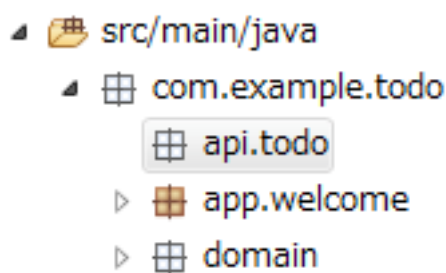 src/main/java
com.example.todo
api.todo
app.welcome
domain